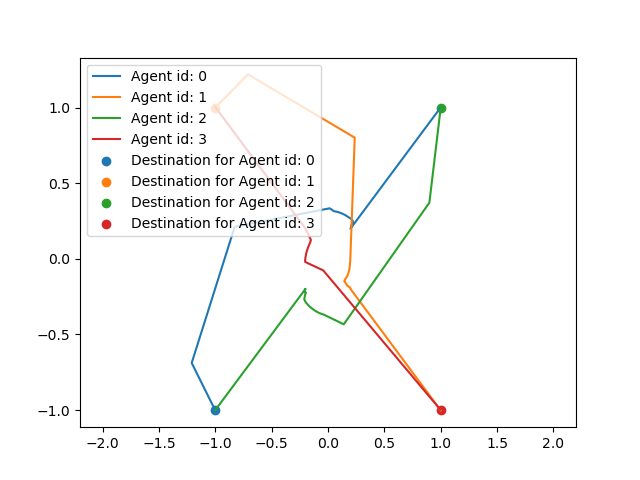 Agent id: 0
Agent id: 1
Agent id: 2
Agent id: 3
Destination for Agent id: 0
Destination for Agent id: 1
Destination for Agent id: 2
Destination for Agent id: 3
1.0
0.5
0.0
−0.5
−1.0
−2.0 −1.5 −1.0 −0.5 0.0 0.5 1.0 1.5 2.0